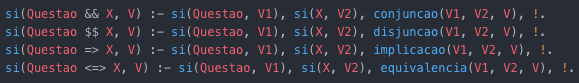 si(Questao && X, V) :- si(Questao, V1), si(X, V2), conjuncao(V1, V2, V), !.
si(Questao $$ X, V) :- si(Questao, V1), si(X, V2), disjuncao(V1, V2, V), !.
si(Questao => X, V) :- si(Questao, V1), si(X, V2), implicacao(V1, V2, V), !.
si(Questao <=> X, V) :- si(Questao, V1), si(X, V2), equivalencia(V1, V2, V), !.